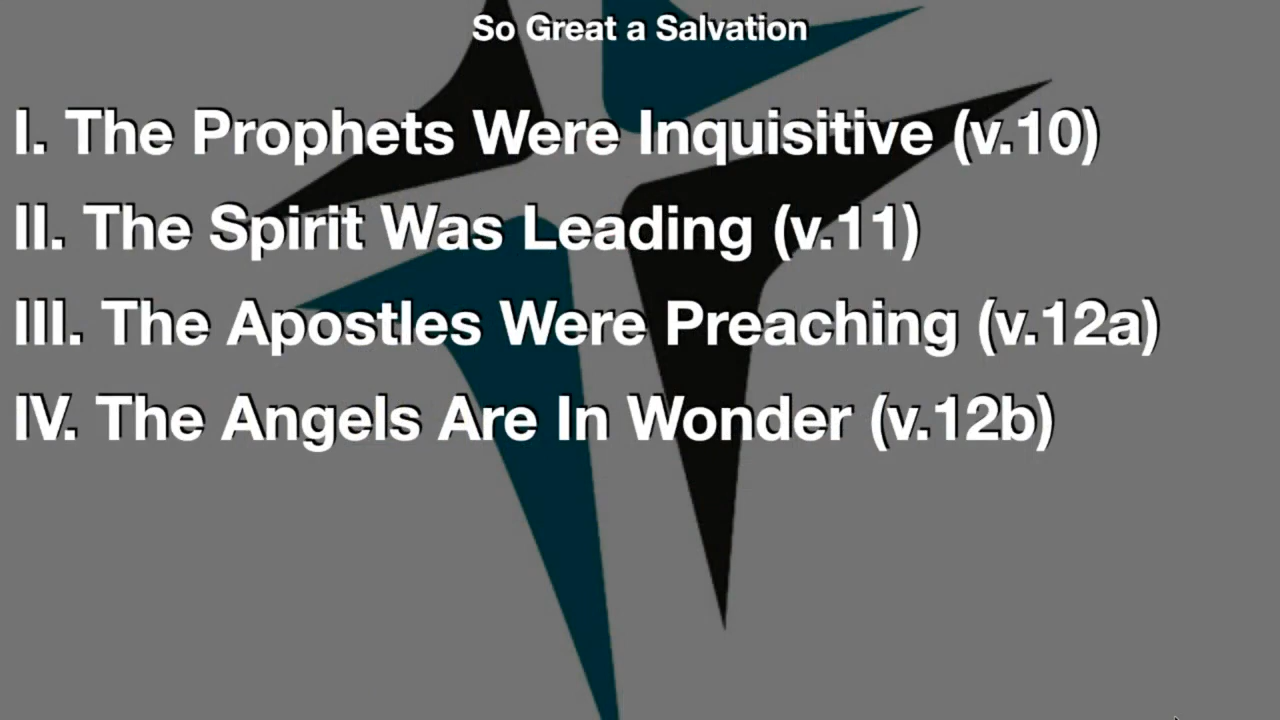 So Great a Salvation
I. The Prophets Were Inquisitive (v.10)
II. The Spirit Was Leading (v.11)
III. The Apostles Were Preaching (v.12a)
IV. The Angels Are In Wonder (v.12b)